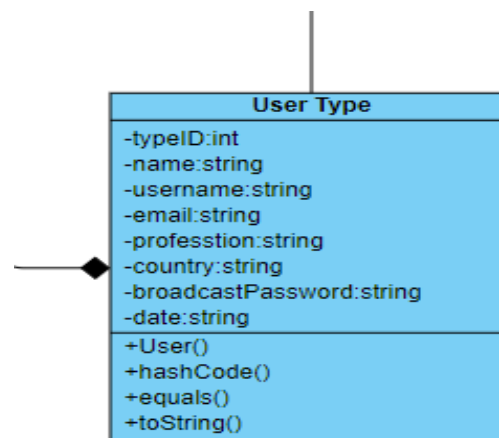 User Type
-typeID:int
-name:string
-username:string
-email:string
-professtion:string
-country:string
-broadcastPassword:string
-date:string
+User()
+hashCode()
+equals()
+toString()